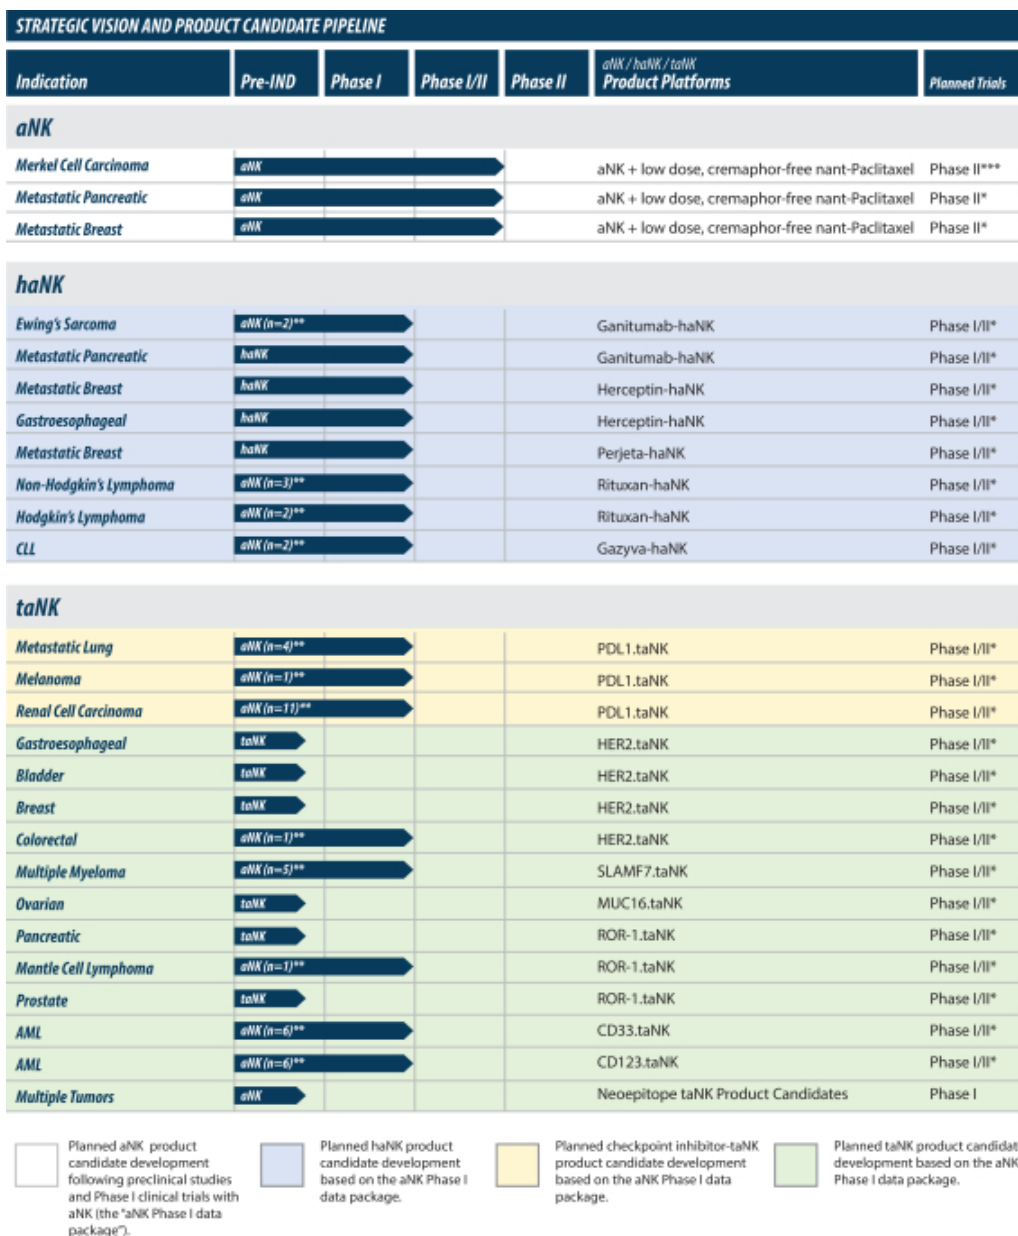 STRATEGIC VISION AND PRODUCT CANDIDATE PIPELINE
Indication Pre-IND Phase I Phase I/II Phase II aNK / haNK / taNK Product Platforms Planned Trials
aNK
Merkel Cell Carcinoma aNK aNK + low dose, cremaphor-free nant-Paclitaxel Phase II***
Metastatic Pancreatic aNK aNK + low dose, cremaphor-free nant-Paclitaxel Phase II*
Metastatic Breast aNK aNK + low dose, cremaphor-free nant-Paclitaxel Phase II*
haNK
Ewing's Sarcoma aNK (n=2)** Ganitumab-haNK Phase I/II*
Metastatic Pancreatic haNK Ganitumab-haNK Phase I/II*
Metastatic Breast haNK Herceptin-haNK Phase I/II*
Gastroesophageal haNK Herceptin-haNK Phase I/II*
Metastatic Breast haNK Perjeta-haNK Phase I/II*
Non-Hodgkin's Lymphoma aNK (n=3)** Rituxan-haNK Phase I/II*
Hodgkin's Lymphoma aNK (n=2)** Rituxan-haNK Phase I/II*
CLL aNK (n=2)** Gazyva-haNK Phase I/II*
taNK
Metastatic Lung aNK (n=4)** PDL1.taNK Phase I/II*
Melanoma aNK (n=1)** PDL1.taNK Phase I/II*
Renal Cell Carcinoma aNK (n=11)** PDL1.taNK Phase I/II*
Gastroesophageal taNK HER2.taNK Phase I/II*
Bladder taNK HER2.taNK Phase I/II*
Breast taNK HER2.taNK Phase I/II*
Colorectal aNK (n=1)** HER2.taNK Phase I/II*
Multiple Myeloma aNK (n=5)** SLAMF7.taNK Phase I/II*
Ovarian taNK MUC16.taNK Phase I/II*
Pancreatic taNK ROR-1.taNK Phase I/II*
Mantle Cell Lymphoma aNK (n=1)** ROR-1.taNK Phase I/II*
Prostate taNK ROR-1.taNK Phase I/II*
AML aNK (n=6)** CD33.taNK Phase I/II*
AML aNK (n=6)** CD123.taNK Phase I/II*
Multiple Tumors aNK Neoepitope taNK Product Candidates Phase I
Planned aNK product
candidate development
following preclinical studies
and Phase I clinical trials with
aNK (the "aNK Phase I data
package").
Planned haNK product
candidate development
based on the aNK Phase I
data package.
Planned checkpoint inhibitor-taNK
product candidate development
based on the aNK Phase I data
package.
Planned taNK product candidat
development based on the aNK
Phase I data package.